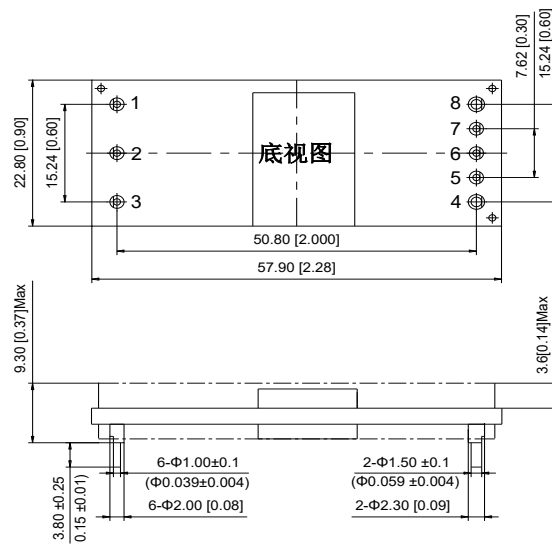 7.62 [0.30]
15.24 [0.60]
22.80 [0.90]
15.24 [0.60]
1
2
3
底视图
8
7
6
5
4
50.80 [2.000]
57.90 [2.28]
9.30 [0.37]Max
3.6[0.14]Max
3.80 ±0.25
0.15 ±0.01)
6-Φ1.00±0.1
(Φ0.039±0.004)
6-Φ2.00 [0.08]
2-Φ1.50 ±0.1
(Φ0.059 ±0.004)
2-Φ2.30 [0.09]